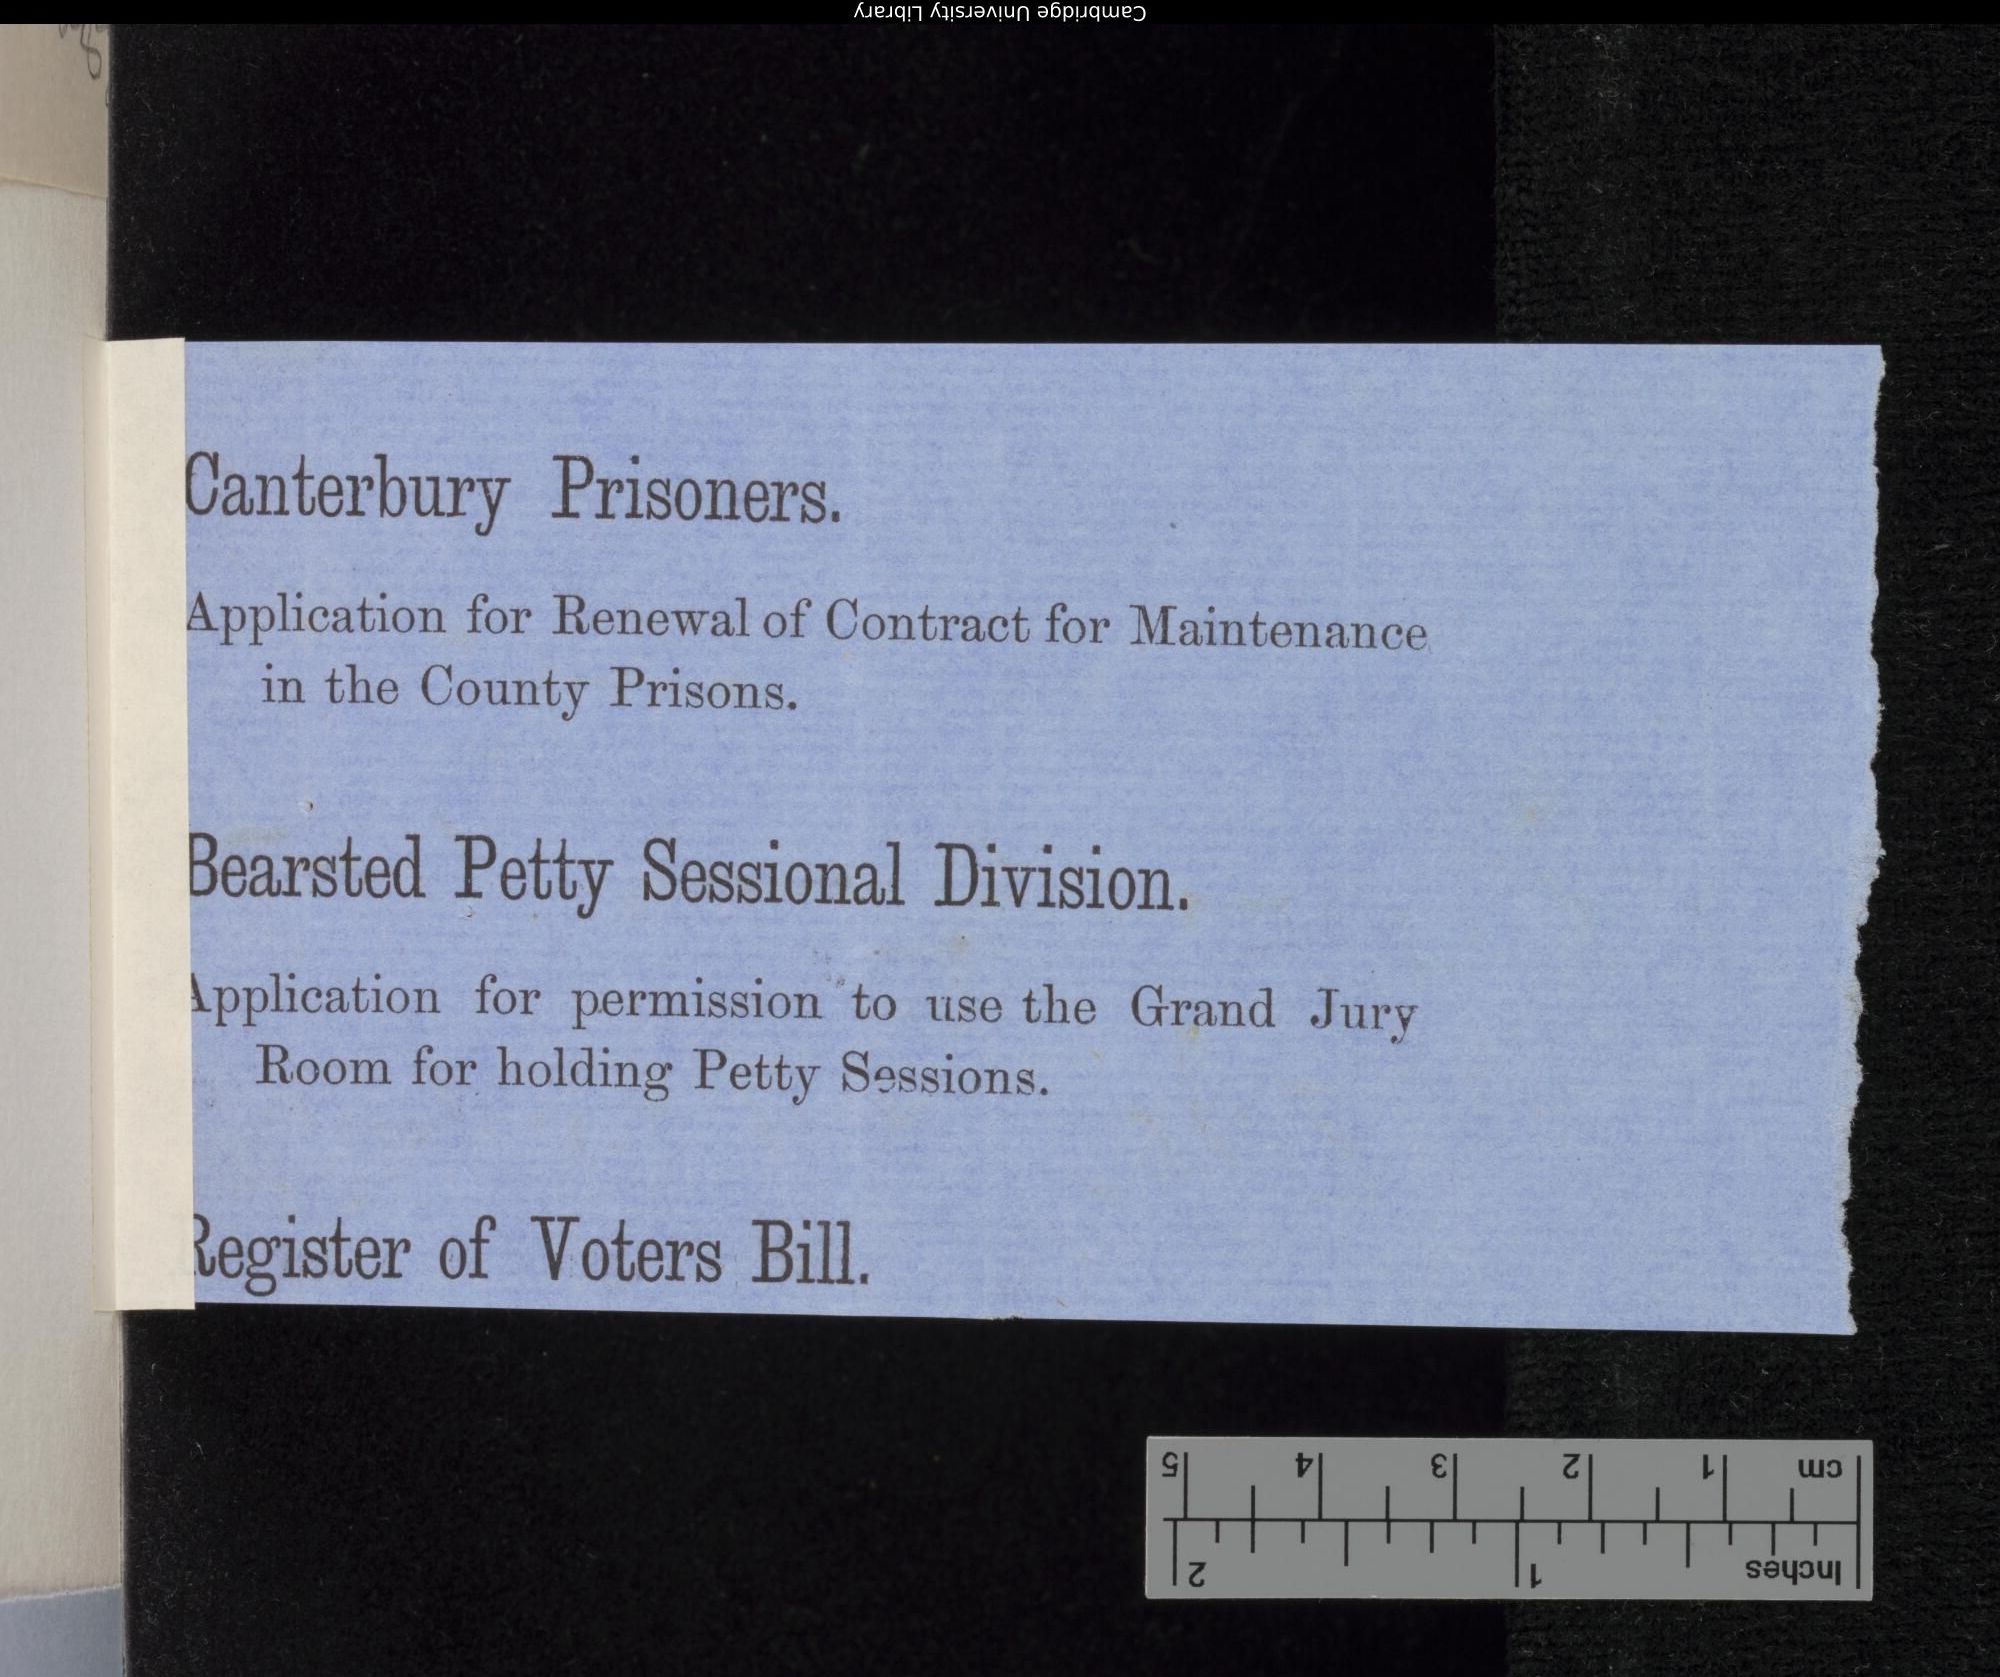 Cambridge University Library
Canterbury Prisoners.
Application for Renewal of Contract for Maintenance
in the County Prisons.
Bearsted Petty Sessional Division.
Application for permission to use the Grand Jury
Room for holding Petty Sessions.
Register of Voters Bill.
5 4 3 2 1 cm
2 1 Inches